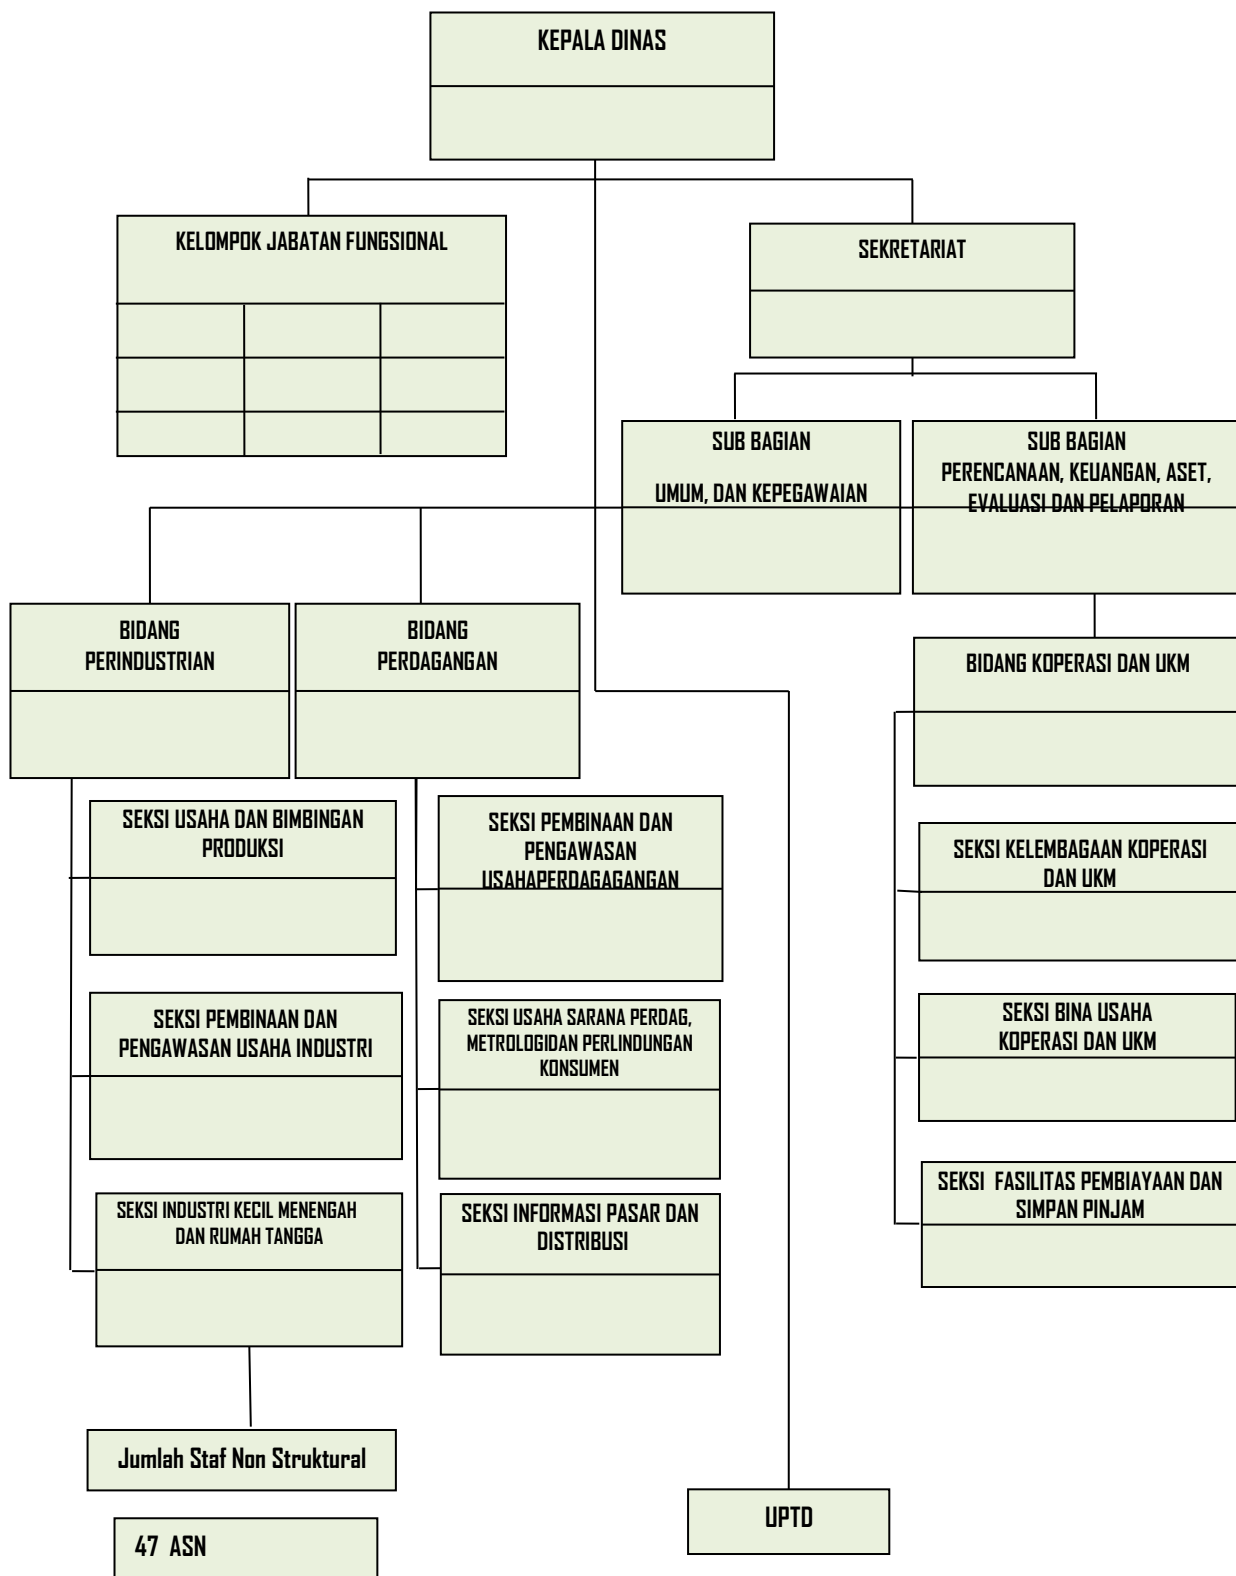 KEPALA DINAS
KELOMPOK JABATAN FUNGSIONAL
SEKRETARIAT
SUB BAGIAN
UMUM, DAN KEPEGAWAIAN
SUB BAGIAN
PERENCANAAN, KEUANGAN, ASET,
EVALUASI DAN PELAPORAN
BIDANG
PERINDUSTRIAN
BIDANG
PERDAGANGAN
BIDANG KOPERASI DAN UKM
SEKSI USAHA DAN BIMBINGAN
PRODUKSI
SEKSI PEMBINAAN DAN
PENGAWASAN
USAHAPERDAGAGANGAN
SEKSI KELEMBAGAAN KOPERASI
DAN UKM
SEKSI PEMBINAAN DAN
PENGAWASAN USAHA INDUSTRI
SEKSI USAHA SARANA PERDAG,
METROLOGIDAN PERLINDUNGAN
KONSUMEN
SEKSI BINA USAHA
KOPERASI DAN UKM
SEKSI INDUSTRI KECIL MENENGAH
DAN RUMAH TANGGA
SEKSI INFORMASI PASAR DAN
DISTRIBUSI
SEKSI FASILITAS PEMBIAYAAN DAN
SIMPAN PINJAM
Jumlah Staf Non Struktural
47 ASN
UPTD